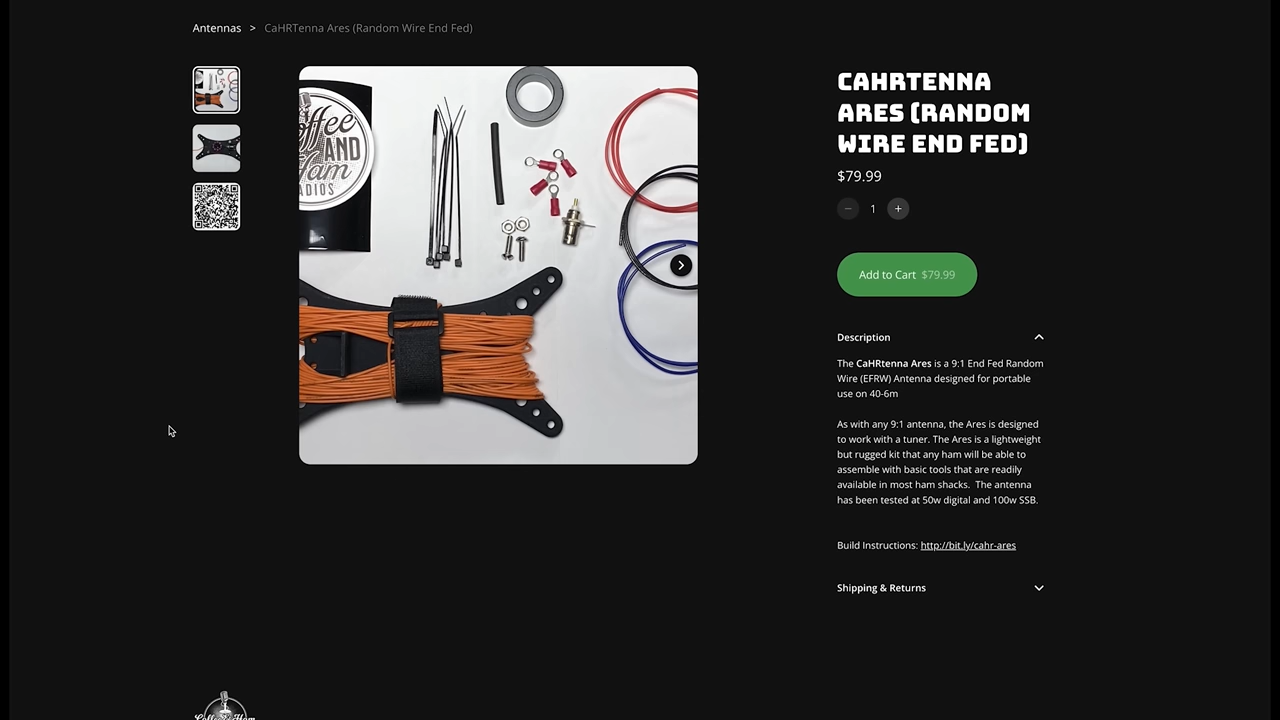 Antennas > CaHRTenna Ares (Random Wire End Fed)
CAHRTENNA
ARES (RANDOM
WIRE END FED)
$79.99
− 1 +
Add to Cart $79.99
Description
The CaHRtenna Ares is a 9:1 End Fed Random
Wire (EFRW) Antenna designed for portable
use on 40-6m
As with any 9:1 antenna, the Ares is designed
to work with a tuner. The Ares is a lightweight
but rugged kit that any ham will be able to
assemble with basic tools that are readily
available in most ham shacks. The antenna
has been tested at 50w digital and 100w SSB.
Build Instructions: http://bit.ly/cahr-ares
Shipping & Returns
AND
Ham